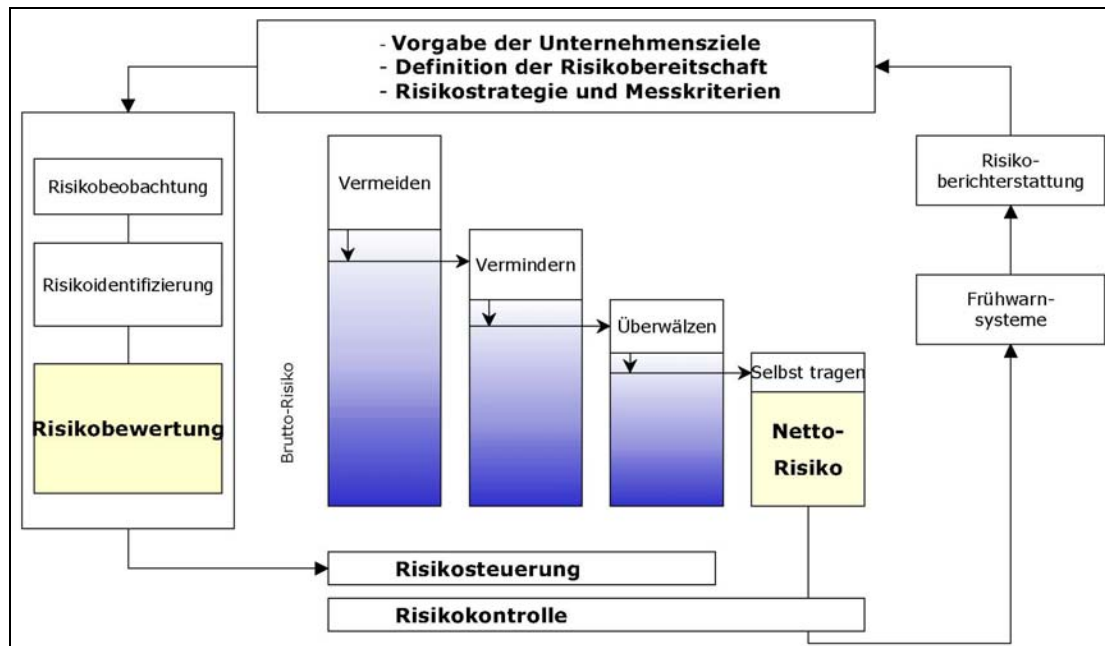 - Vorgabe der Unternehmensziele
- Definition der Risikobereitschaft
- Risikostrategie und Messkriterien
Risikobeobachtung
Risikoidentifizierung
Risikobewertung
Brutto-Risiko
Vermeiden
Vermindern
Überwälzen
Selbst tragen
Netto-
Risiko
Risiko-
berichterstattung
Frühwarn-
systeme
Risikosteuerung
Risikokontrolle